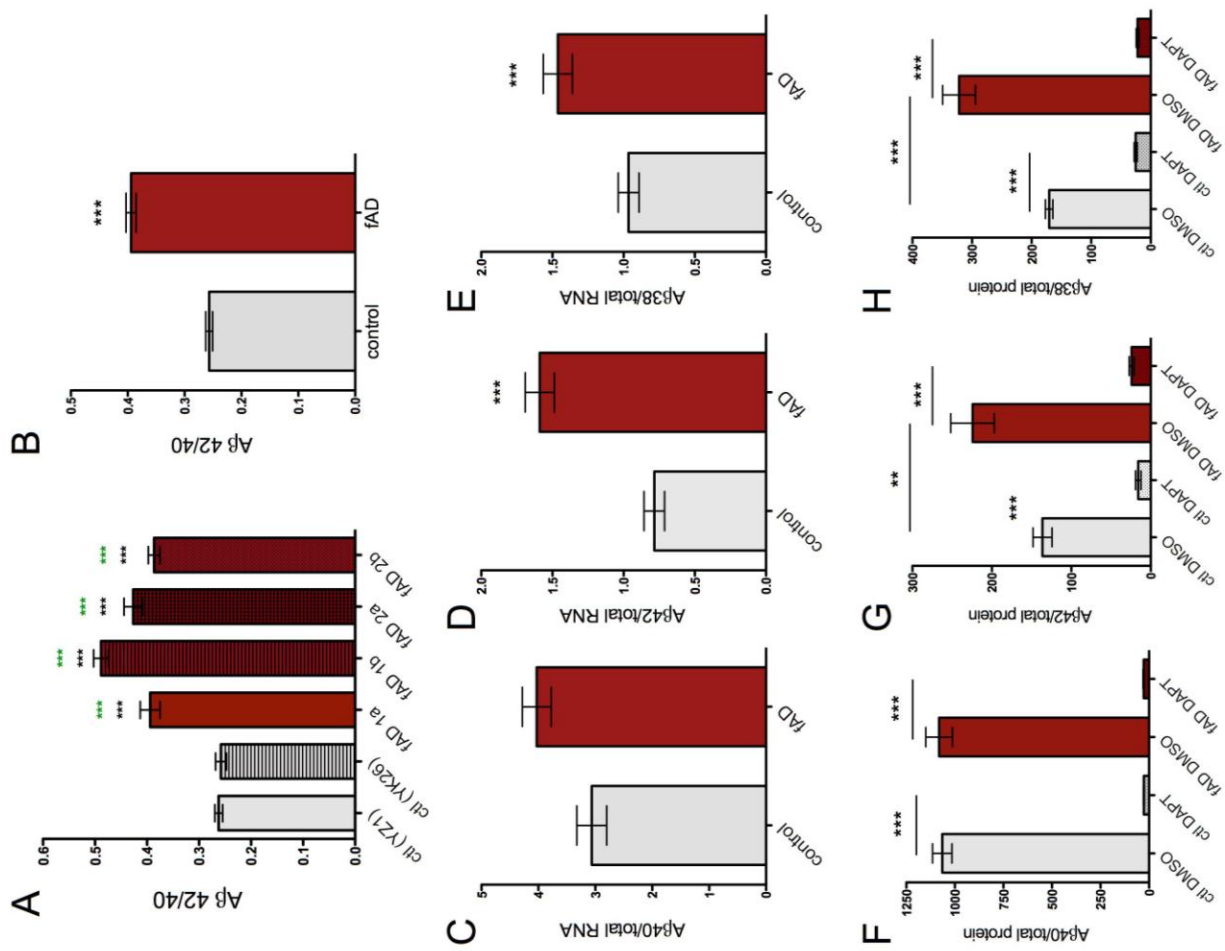 A
Aβ 42/40
0.6
0.5
0.4
0.3
0.2
0.1
0.0
***
***
***
***
***
***
***
***
ctl (YZ1)
ctl (YK26)
fAD 1a
fAD 1b
fAD 2a
fAD 2b
B
Aβ 42/40
0.5
0.4
0.3
0.2
0.1
0.0
***
control
fAD
C
Aβ40/total RNA
5
4
3
2
1
0
control
fAD
D
Aβ42/total RNA
2.0
1.5
1.0
0.5
0.0
***
control
fAD
E
Aβ38/total RNA
2.0
1.5
1.0
0.5
0.0
***
control
fAD
F
Aβ40/total protein
1250
1000
750
500
250
0
***
***
ctl DMSO
ctl DAPT
fAD DMSO
fAD DAPT
G
Aβ42/total protein
300
200
100
0
**
***
***
ctl DMSO
ctl DAPT
fAD DMSO
fAD DAPT
H
Aβ38/total protein
400
300
200
100
0
***
***
***
ctl DMSO
ctl DAPT
fAD DMSO
fAD DAPT